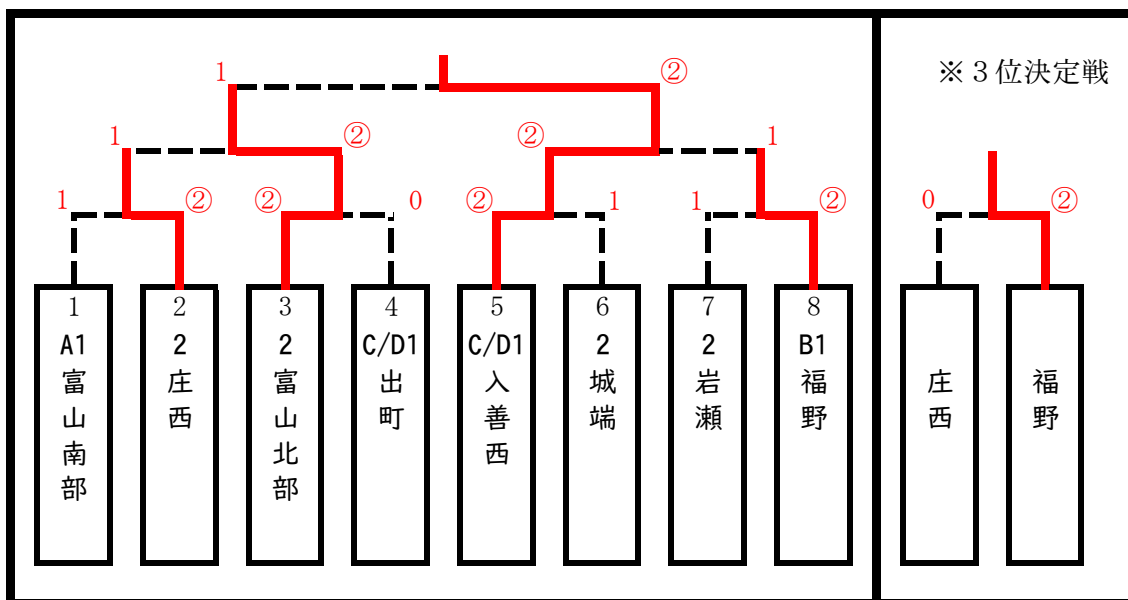 1 ②
※３位決定戦
1 ② ② 1
1 ② ② 0 ② 1 1 ② 0 ②
1 2 3 4 5 6 7 8
A1 2 2 C/D1 C/D1 2 2 B1
富山南部
庄西
富山北部
出町
入善西
城端
岩瀬
福野
庄西
福野